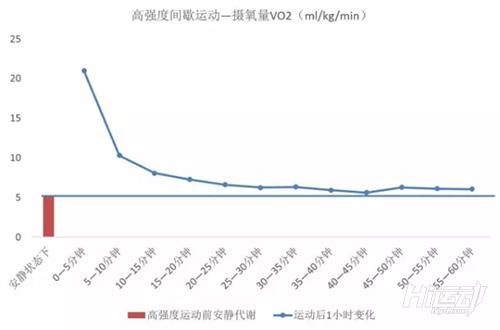 高强度间歇运动—摄氧量VO2（ml/kg/min）
25
20
15
10
5
0
安静状态下
0—5分钟
5—10分钟
10—15分钟
15—20分钟
20—25分钟
25—30分钟
30—35分钟
35—40分钟
40—45分钟
45—50分钟
50—55分钟
55—60分钟
高强度运动前安静代谢
运动后1小时变化
Hi运动